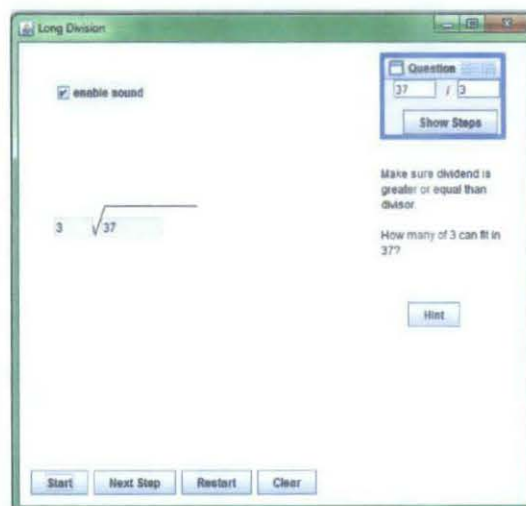 Long Division
enable sound
Question
37 / 3
Show Steps
Make sure dividend is
greater or equal than
divisor.
How many of 3 can fit in
37?
3 37
Hint
Start Next Step Restart Clear